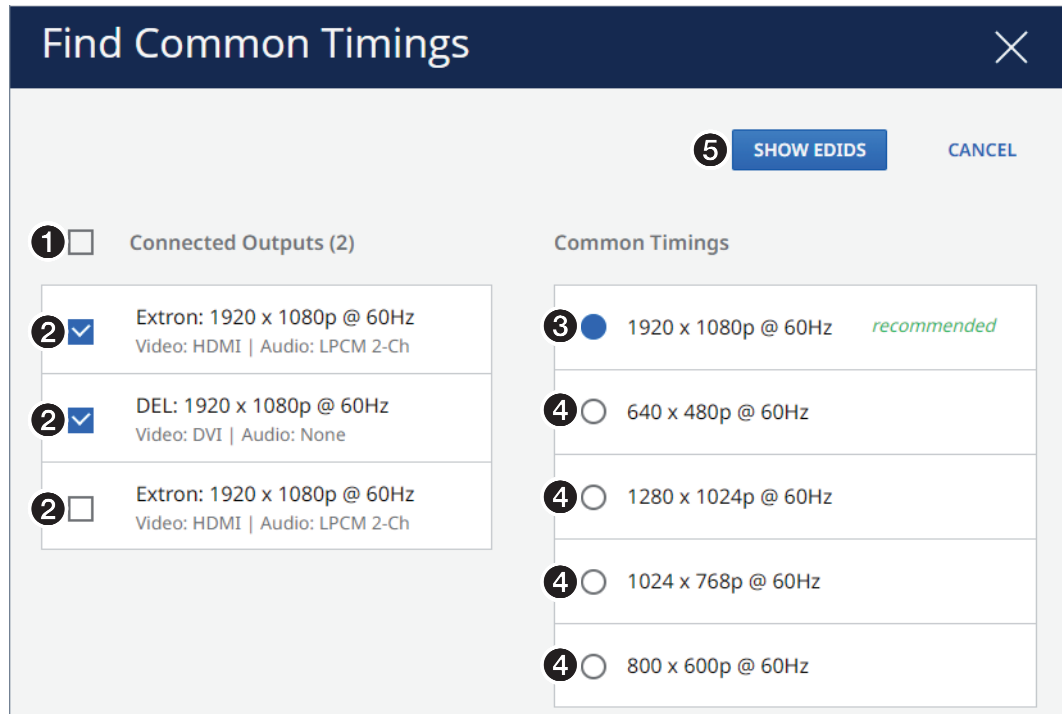 Find Common Timings
5 SHOW EDIDS CANCEL
1 Connected Outputs (2)
2 Extron: 1920 x 1080p @ 60Hz
Video: HDMI | Audio: LPCM 2-Ch
2 DEL: 1920 x 1080p @ 60Hz
Video: DVI | Audio: None
2 Extron: 1920 x 1080p @ 60Hz
Video: HDMI | Audio: LPCM 2-Ch
Common Timings
3 1920 x 1080p @ 60Hz recommended
4 640 x 480p @ 60Hz
4 1280 x 1024p @ 60Hz
4 1024 x 768p @ 60Hz
4 800 x 600p @ 60Hz